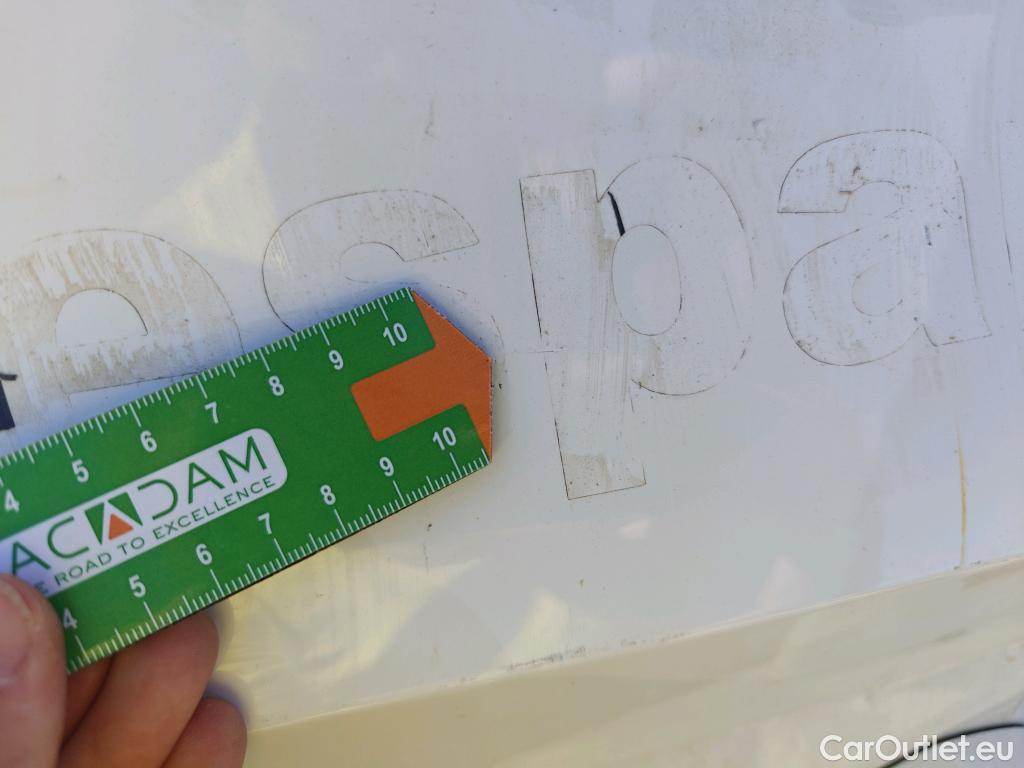 espa
4 5 6 7 8 9 10
ACADAM
ROAD TO EXCELLENCE
4 5 6 7 8 9 10
CarOutlet.eu